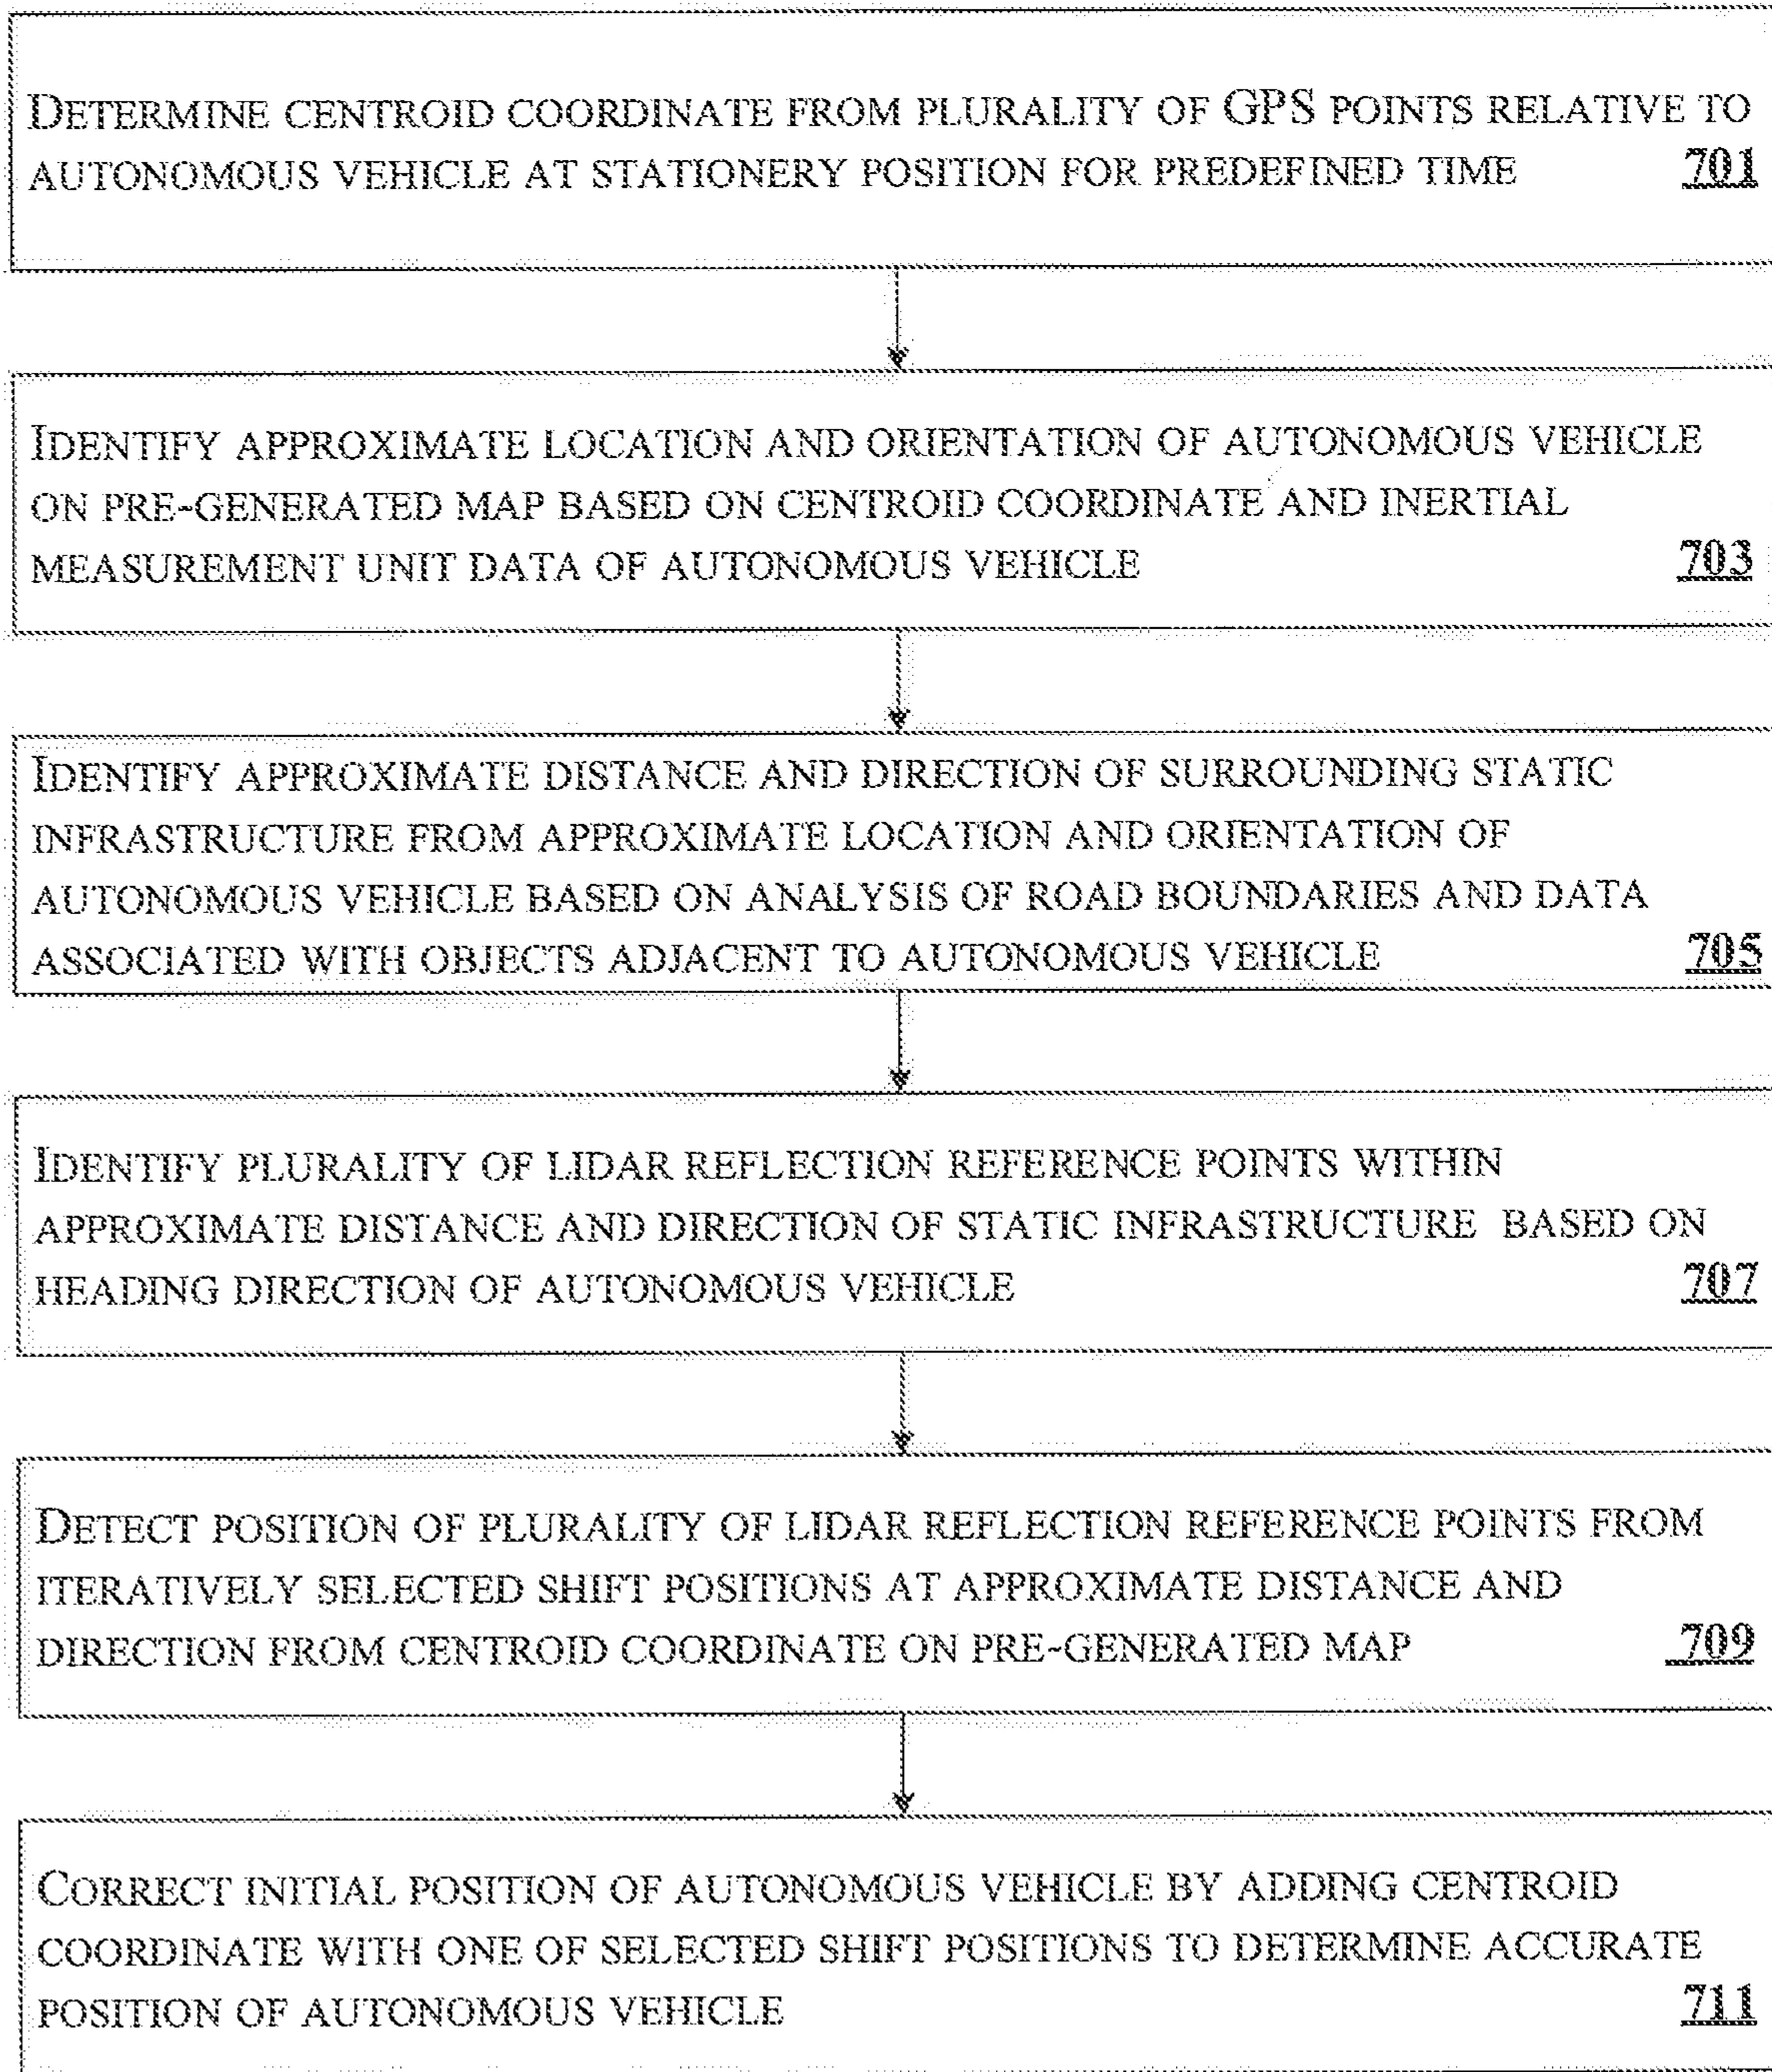 DETERMINE CENTROID COORDINATE FROM PLURALITY OF GPS POINTS RELATIVE TO
AUTONOMOUS VEHICLE AT STATIONERY POSITION FOR PREDEFINED TIME 701
IDENTIFY APPROXIMATE LOCATION AND ORIENTATION OF AUTONOMOUS VEHICLE
ON PRE-GENERATED MAP BASED ON CENTROID COORDINATE AND INERTIAL
MEASUREMENT UNIT DATA OF AUTONOMOUS VEHICLE 703
IDENTIFY APPROXIMATE DISTANCE AND DIRECTION OF SURROUNDING STATIC
INFRASTRUCTURE FROM APPROXIMATE LOCATION AND ORIENTATION OF
AUTONOMOUS VEHICLE BASED ON ANALYSIS OF ROAD BOUNDARIES AND DATA
ASSOCIATED WITH OBJECTS ADJACENT TO AUTONOMOUS VEHICLE 705
IDENTIFY PLURALITY OF LIDAR REFLECTION REFERENCE POINTS WITHIN
APPROXIMATE DISTANCE AND DIRECTION OF STATIC INFRASTRUCTURE BASED ON
HEADING DIRECTION OF AUTONOMOUS VEHICLE 707
DETECT POSITION OF PLURALITY OF LIDAR REFLECTION REFERENCE POINTS FROM
ITERATIVELY SELECTED SHIFT POSITIONS AT APPROXIMATE DISTANCE AND
DIRECTION FROM CENTROID COORDINATE ON PRE-GENERATED MAP 709
CORRECT INITIAL POSITION OF AUTONOMOUS VEHICLE BY ADDING CENTROID
COORDINATE WITH ONE OF SELECTED SHIFT POSITIONS TO DETERMINE ACCURATE
POSITION OF AUTONOMOUS VEHICLE 711